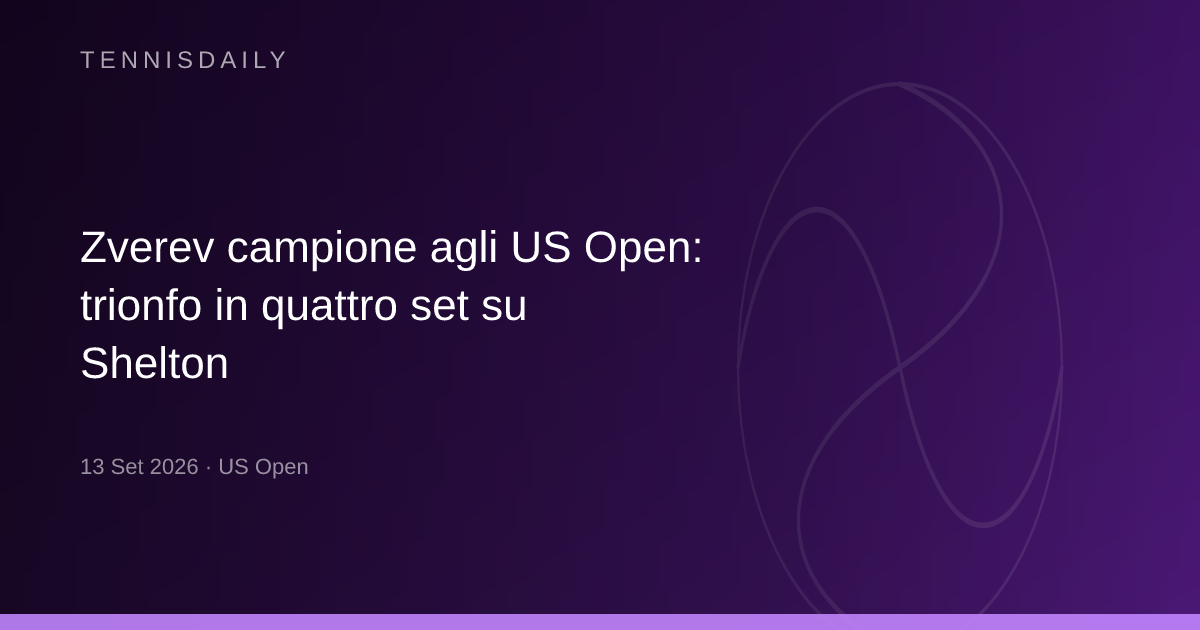 TENNISDAILY
Zverev campione agli US Open:
trionfo in quattro set su
Shelton
13 Set 2026 · US Open